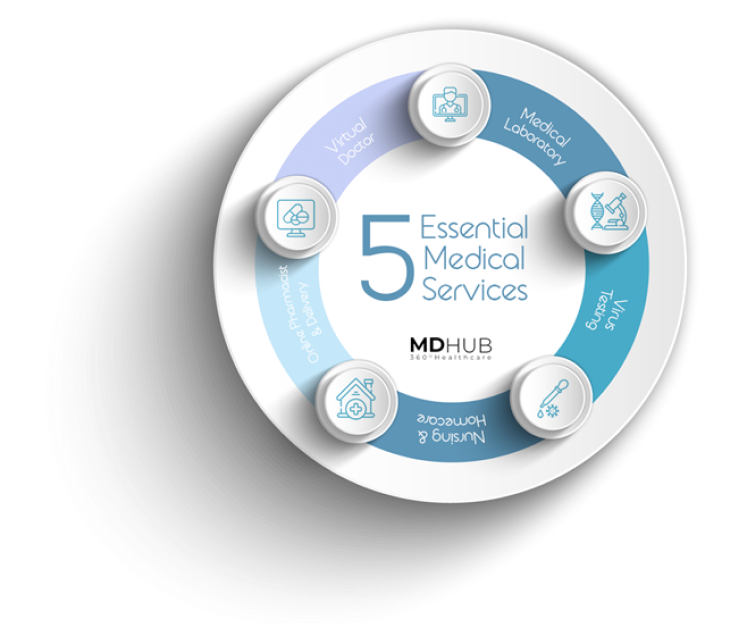 5
Essential
Medical
Services
MDHUB
360°Healthcare
Virtual
Doctor
Medical
Laboratory
Virus
Testing
Nursing &
Homecare
Online Pharmacist
& Delivery